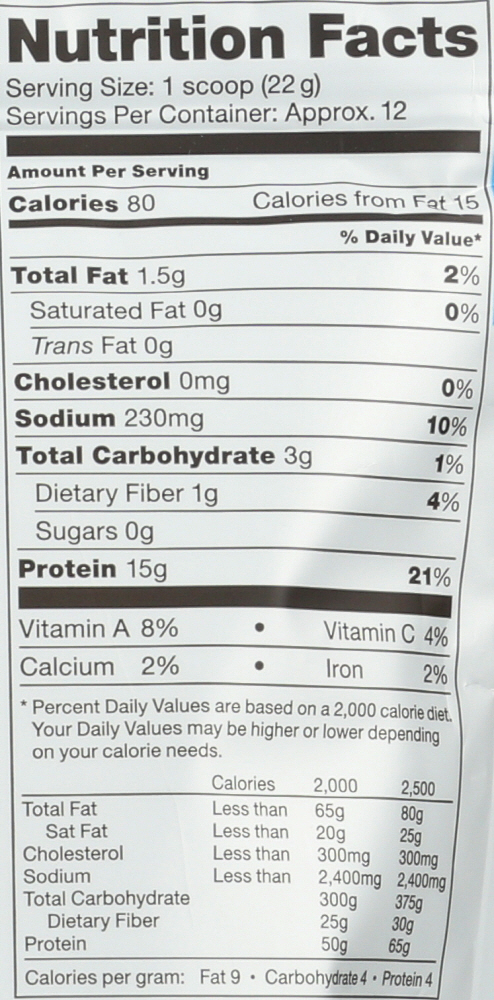 Nutrition Facts
Serving Size: 1 scoop (22 g)
Servings Per Container: Approx. 12
Amount Per Serving
Calories 80 Calories from Fat 15
% Daily Value*
Total Fat 1.5g 2%
Saturated Fat 0g 0%
Trans Fat 0g
Cholesterol 0mg 0%
Sodium 230mg 10%
Total Carbohydrate 3g 1%
Dietary Fiber 1g 4%
Sugars 0g
Protein 15g 21%
Vitamin A 8% • Vitamin C 4%
Calcium 2% • Iron 2%
* Percent Daily Values are based on a 2,000 calorie diet.
Your Daily Values may be higher or lower depending
on your calorie needs.
Calories 2,000 2,500
Total Fat Less than 65g 80g
Sat Fat Less than 20g 25g
Cholesterol Less than 300mg 300mg
Sodium Less than 2,400mg 2,400mg
Total Carbohydrate 300g 375g
Dietary Fiber 25g 30g
Protein 50g 65g
Calories per gram: Fat 9 • Carbohydrate 4 • Protein 4